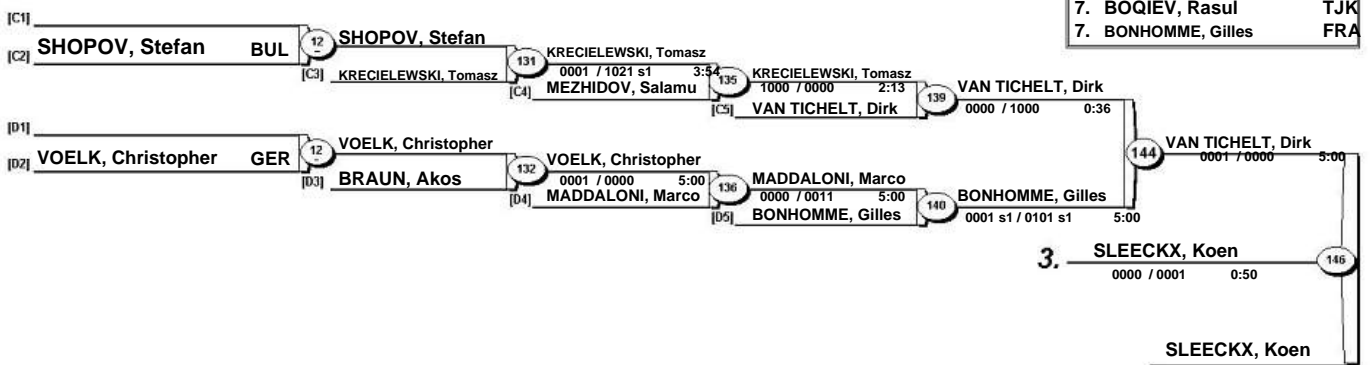 7. BOQIEV, Rasul TJK
7. BONHOMME, Gilles FRA
[C1]
[C2] SHOPOV, Stefan BUL
12
SHOPOV, Stefan
[C3] KRECIELEWSKI, Tomasz
131
KRECIELEWSKI, Tomasz
0001 / 1021 s1 3:54
[C4] MEZHIDOV, Salamu
135
KRECIELEWSKI, Tomasz
1000 / 0000 2:13
[C5] VAN TICHELT, Dirk
139
VAN TICHELT, Dirk
0000 / 1000 0:36
[D1]
[D2] VOELK, Christopher GER
12
VOELK, Christopher
[D3] BRAUN, Akos
132
VOELK, Christopher
0001 / 0000 5:00
[D4] MADDALONI, Marco
136
MADDALONI, Marco
0000 / 0011 5:00
[D5] BONHOMME, Gilles
140
BONHOMME, Gilles
0001 s1 / 0101 s1 5:00
144
VAN TICHELT, Dirk
0001 / 0000 5:00
3. SLEECKX, Koen
0000 / 0001 0:50
146
SLEECKX, Koen